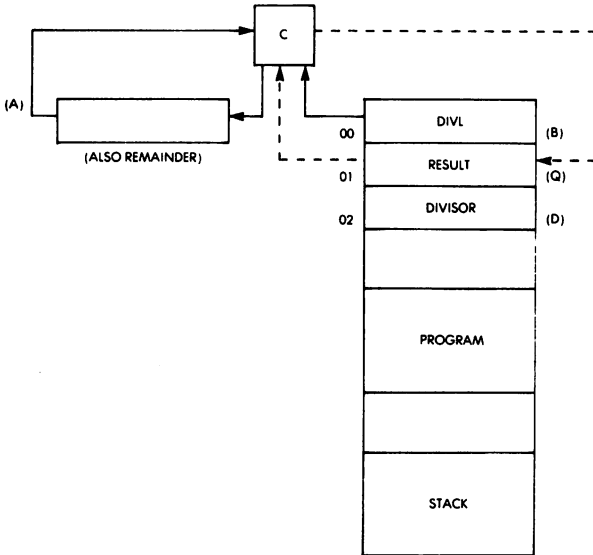 C
(A)
(ALSO REMAINDER)
00 DIVL (B)
01 RESULT (Q)
02 DIVISOR (D)
PROGRAM
STACK